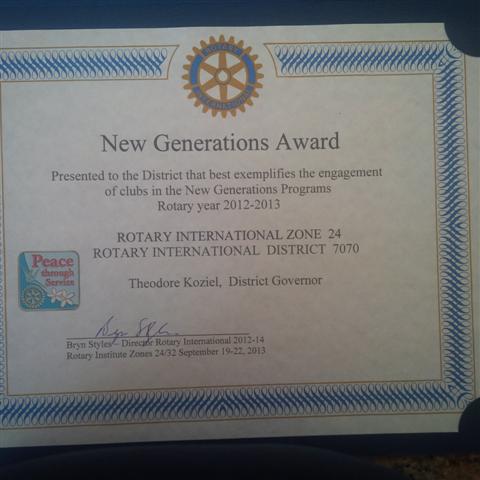 ROTARY
INTERNATIONAL
New Generations Award
Presented to the District that best exemplifies the engagement
of clubs in the New Generations Programs
Rotary year 2012-2013
ROTARY INTERNATIONAL ZONE 24
ROTARY INTERNATIONAL DISTRICT 7070
Peace
through
Service
Theodore Koziel, District Governor
Bryn Styles Director Rotary International 2012-14
Rotary Institute Zones 24/32 September 19-22, 2013